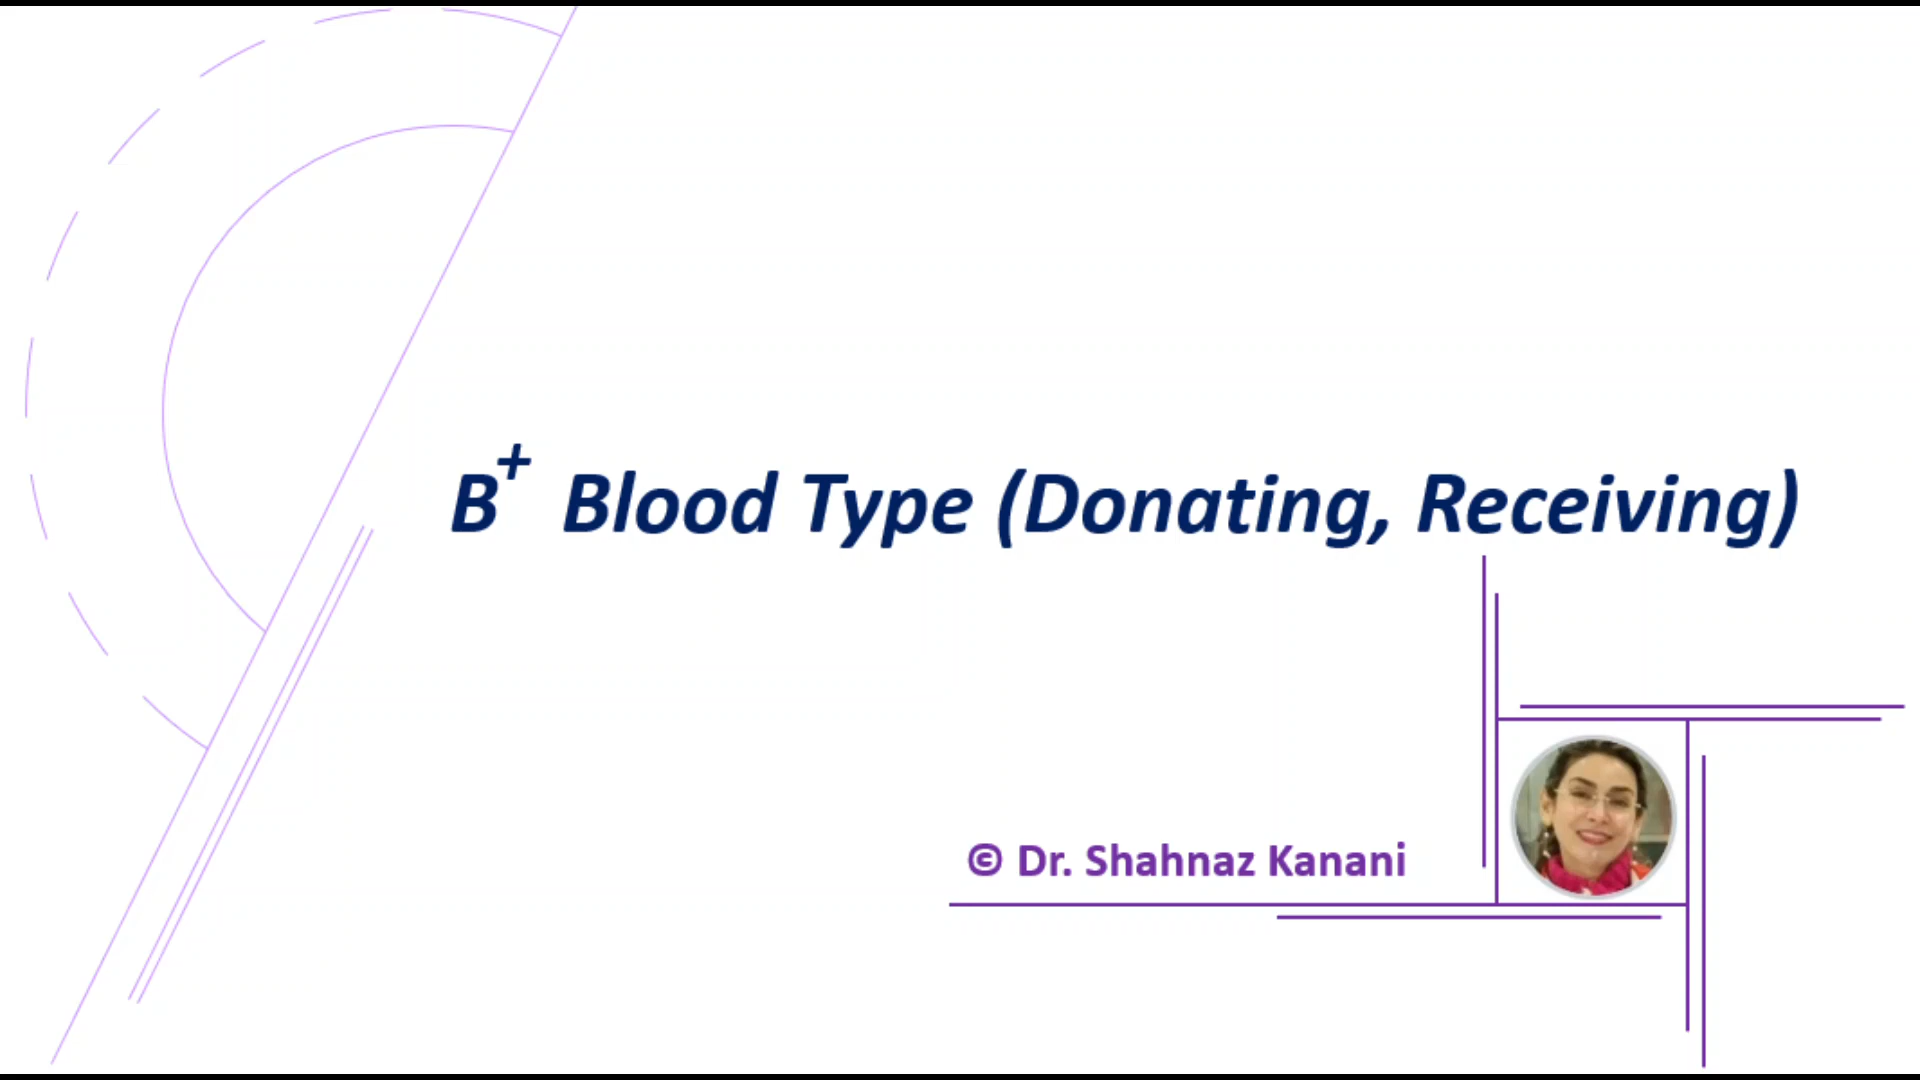 B⁺ Blood Type (Donating, Receiving)
© Dr. Shahnaz Kanani